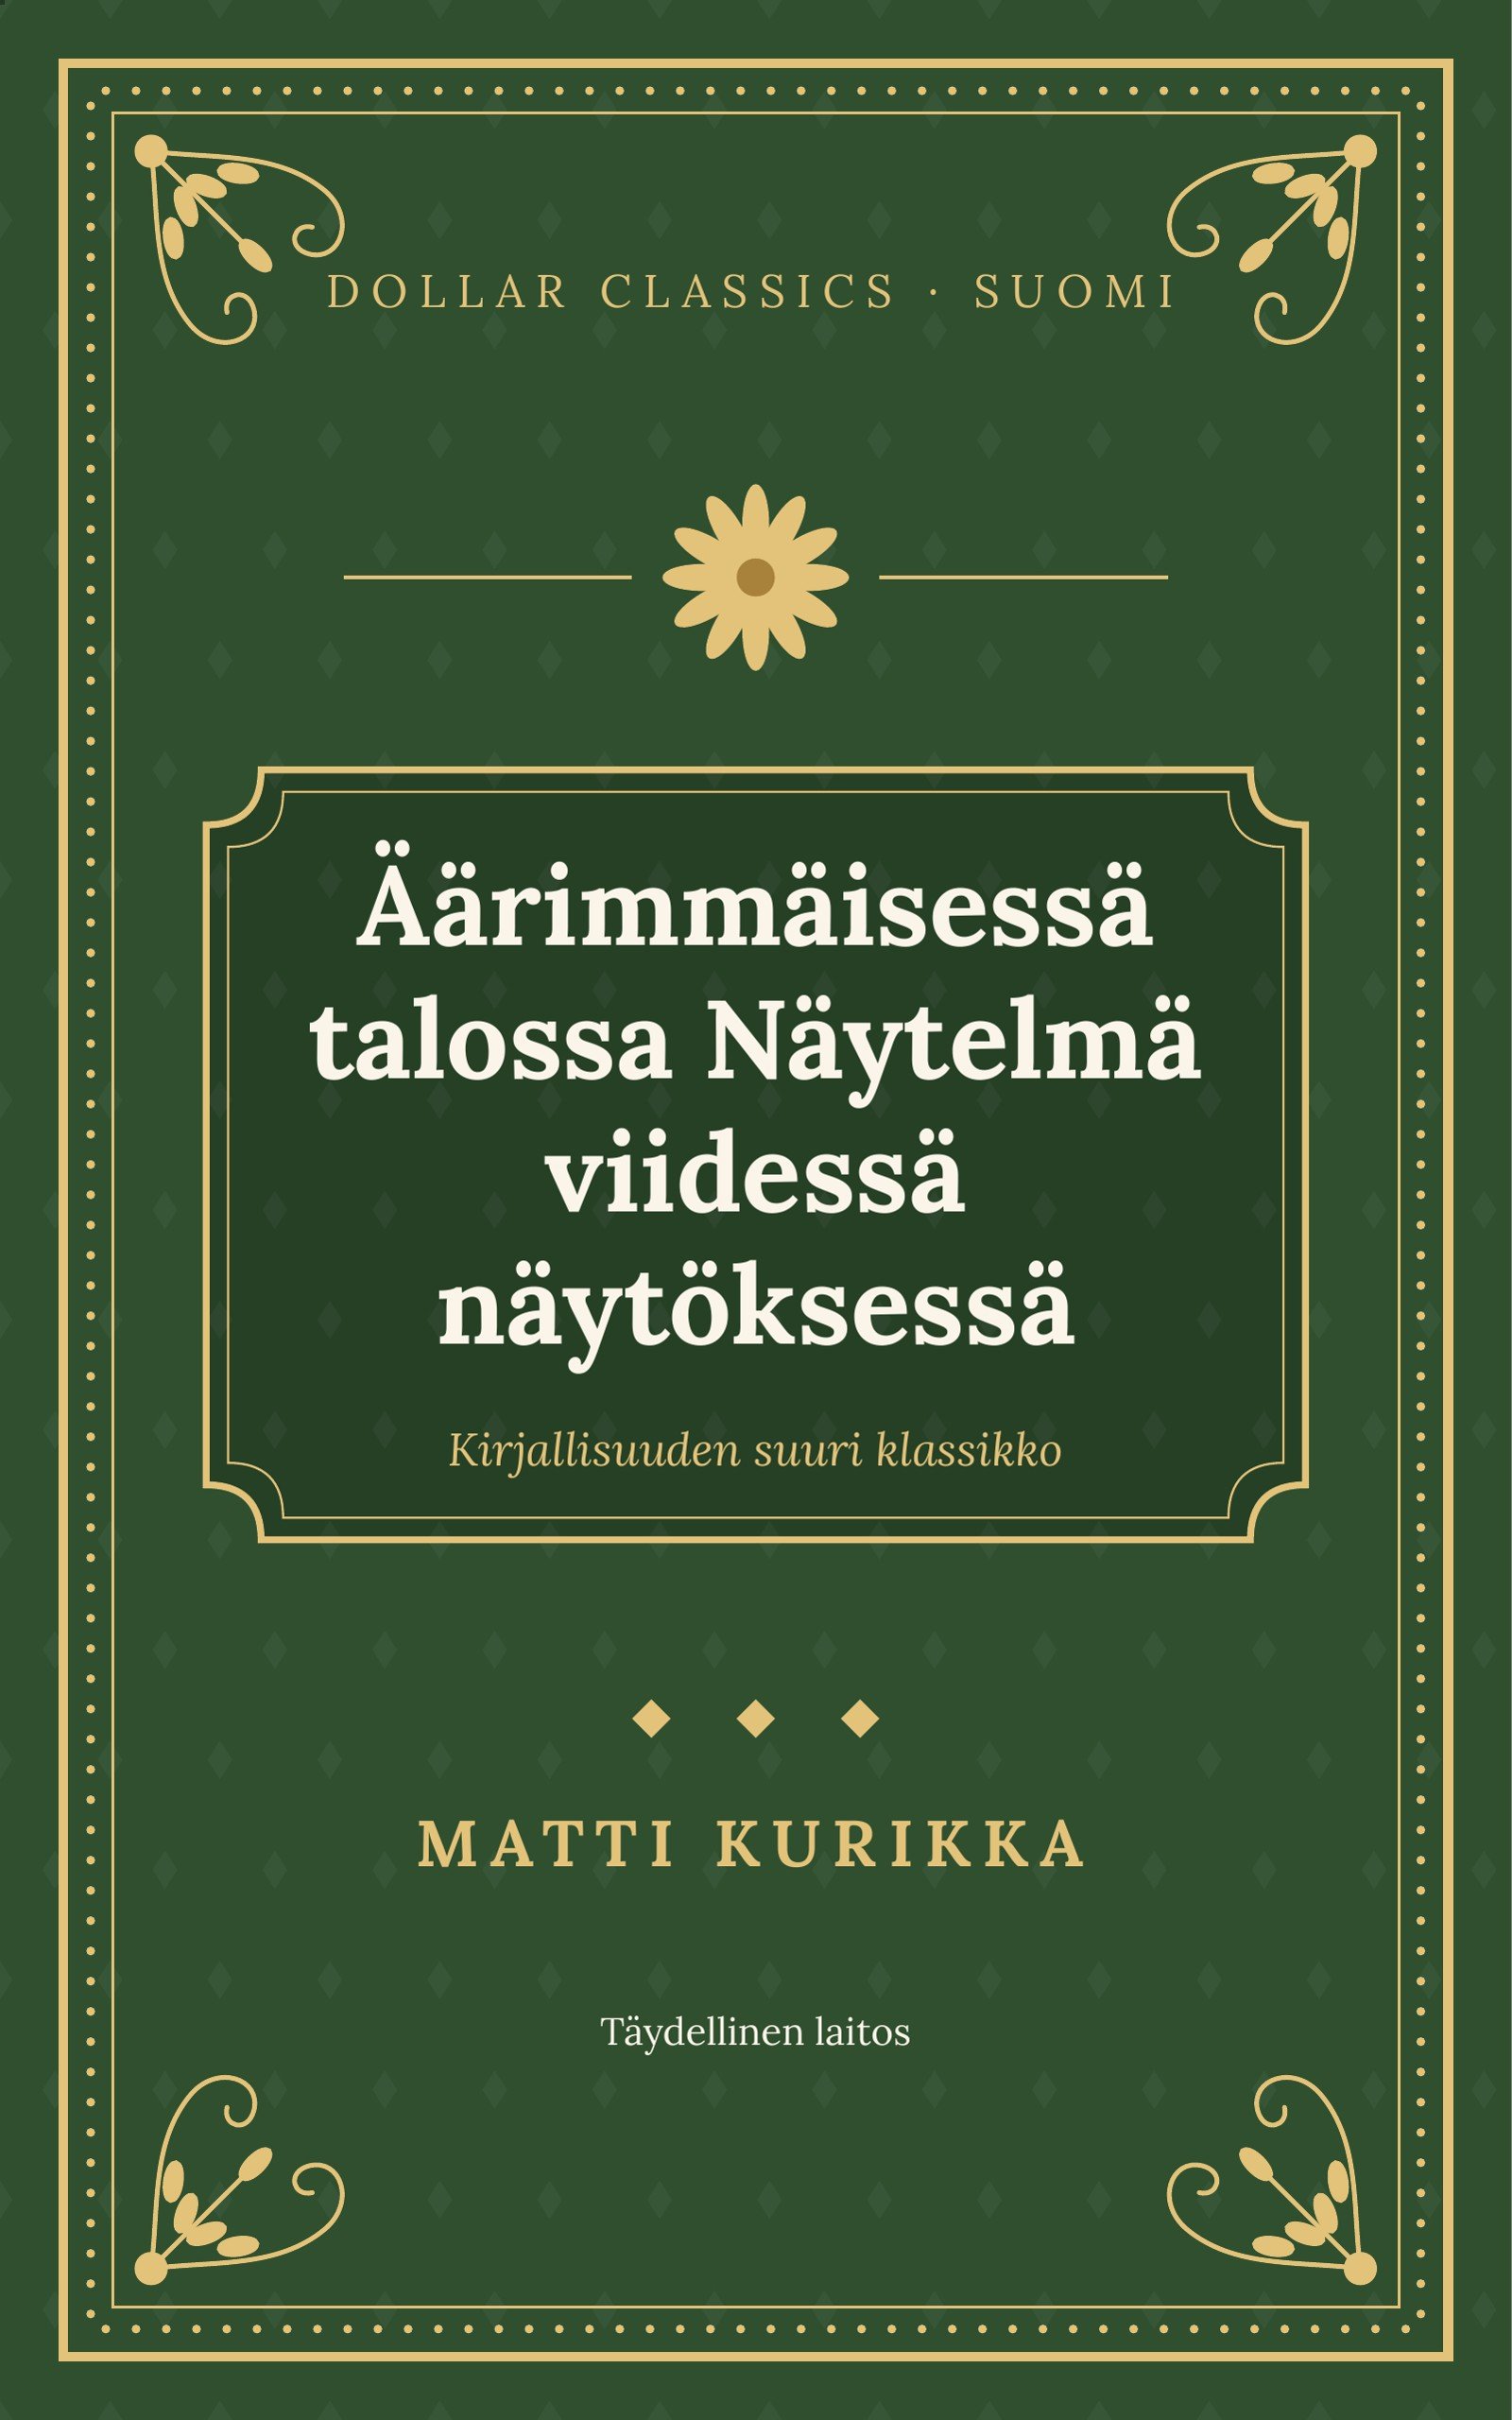 DOLLAR CLASSICS · SUOMI
Äärimmäisessä
talossa Näytelmä
viidessä
näytöksessä
Kirjallisuuden suuri klassikko
MATTI KURIKKA
Täydellinen laitos